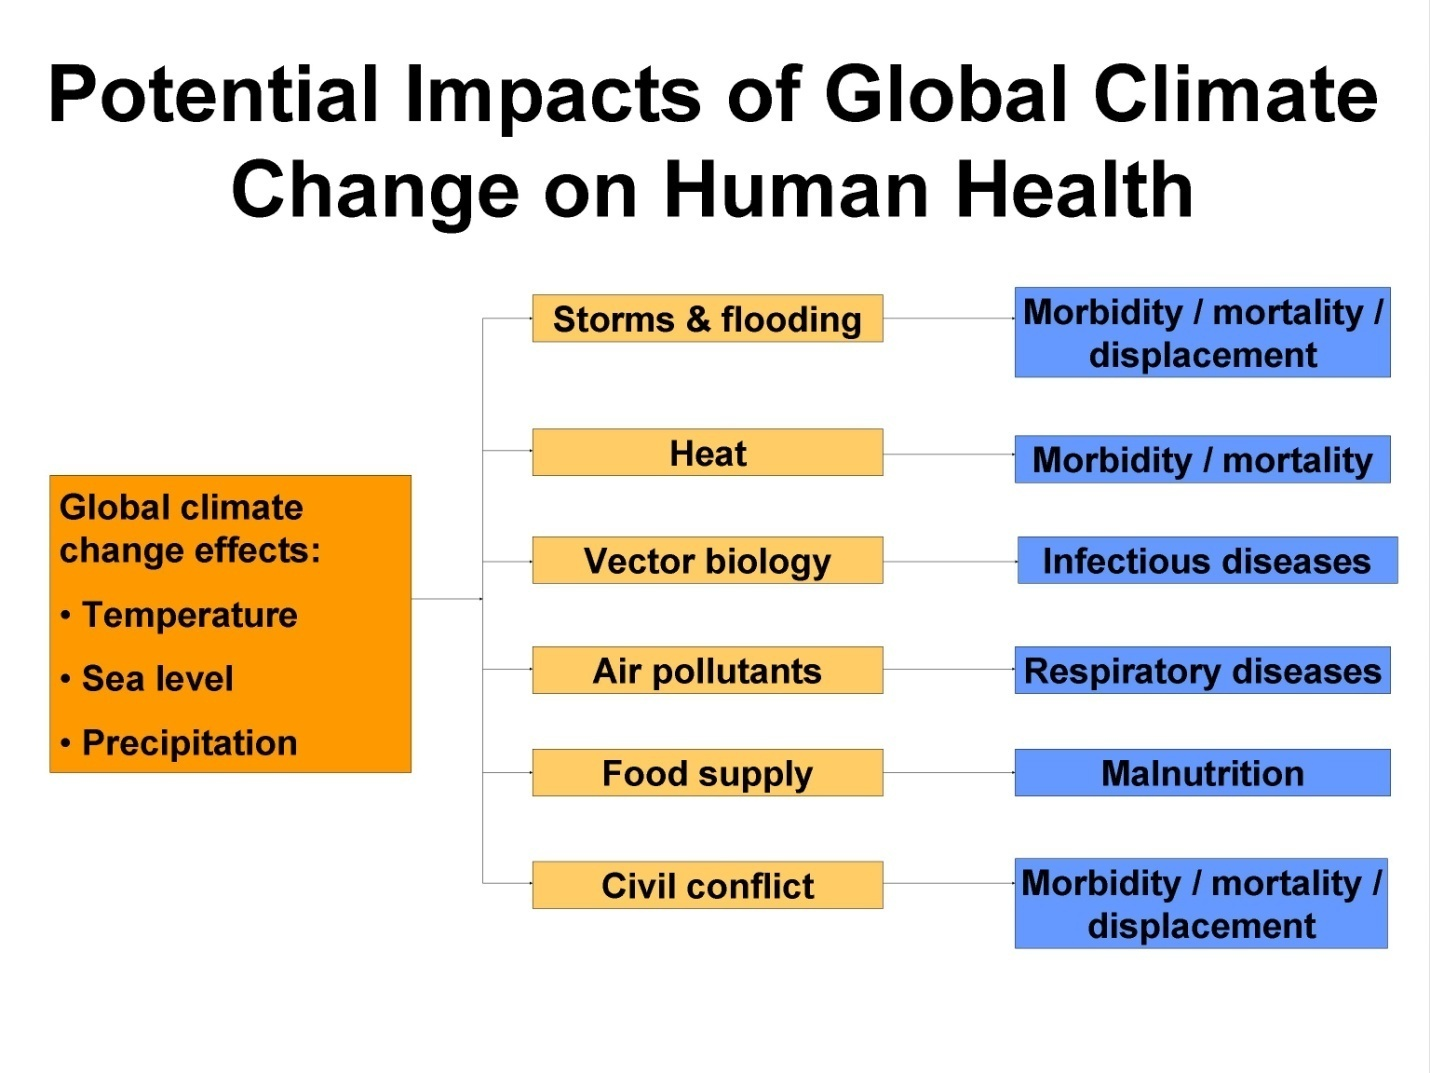 Potential Impacts of Global Climate
Change on Human Health
Storms & flooding
Morbidity / mortality /
displacement
Heat
Morbidity / mortality
Global climate
change effects:
• Temperature
• Sea level
• Precipitation
Vector biology
Infectious diseases
Air pollutants
Respiratory diseases
Food supply
Malnutrition
Civil conflict
Morbidity / mortality /
displacement